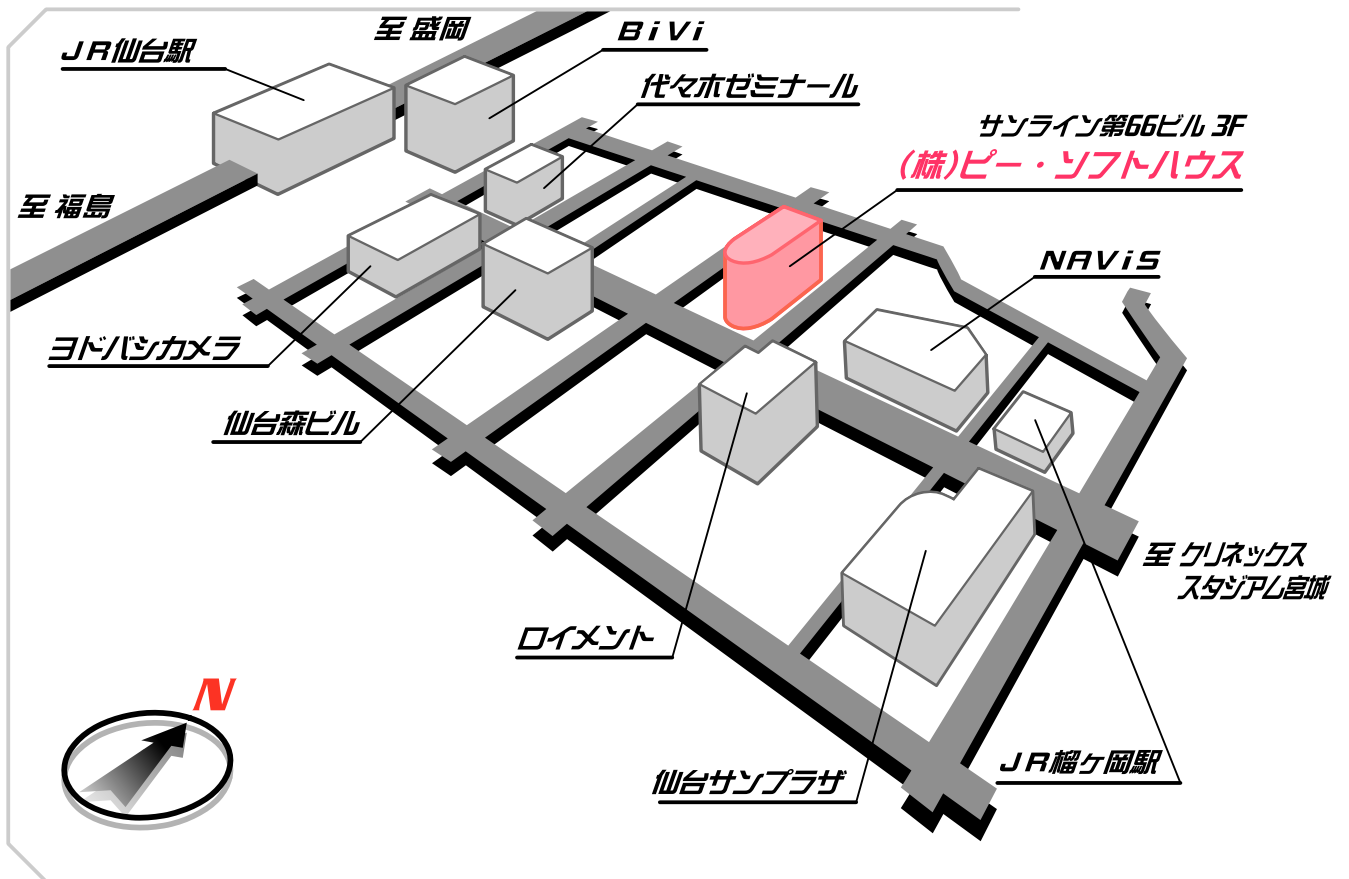 至 盛岡
BiVi
JR仙台駅
代々木ゼミナール
サンライン第66ビル 3F
(株)ピー・ソフトハウス
至 福島
NAViS
ヨドバシカメラ
仙台森ビル
至 クリネックス
スタジアム宮城
ロイメント
N
JR榴ヶ岡駅
仙台サンプラザ